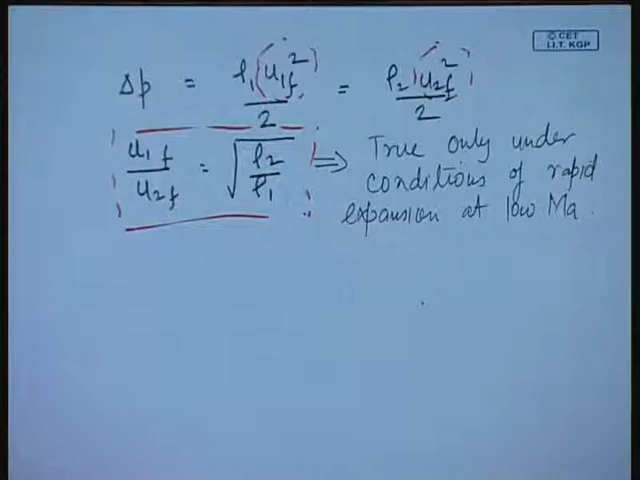 © CET
I.I.T. KGP
Δp = ρ₁(u₁f²)/2 = ρ₂(u₂f²)/2
u₁f/u₂f = √(ρ₂/ρ₁) ⇒ True only under
conditions of rapid
expansion at low Ma.